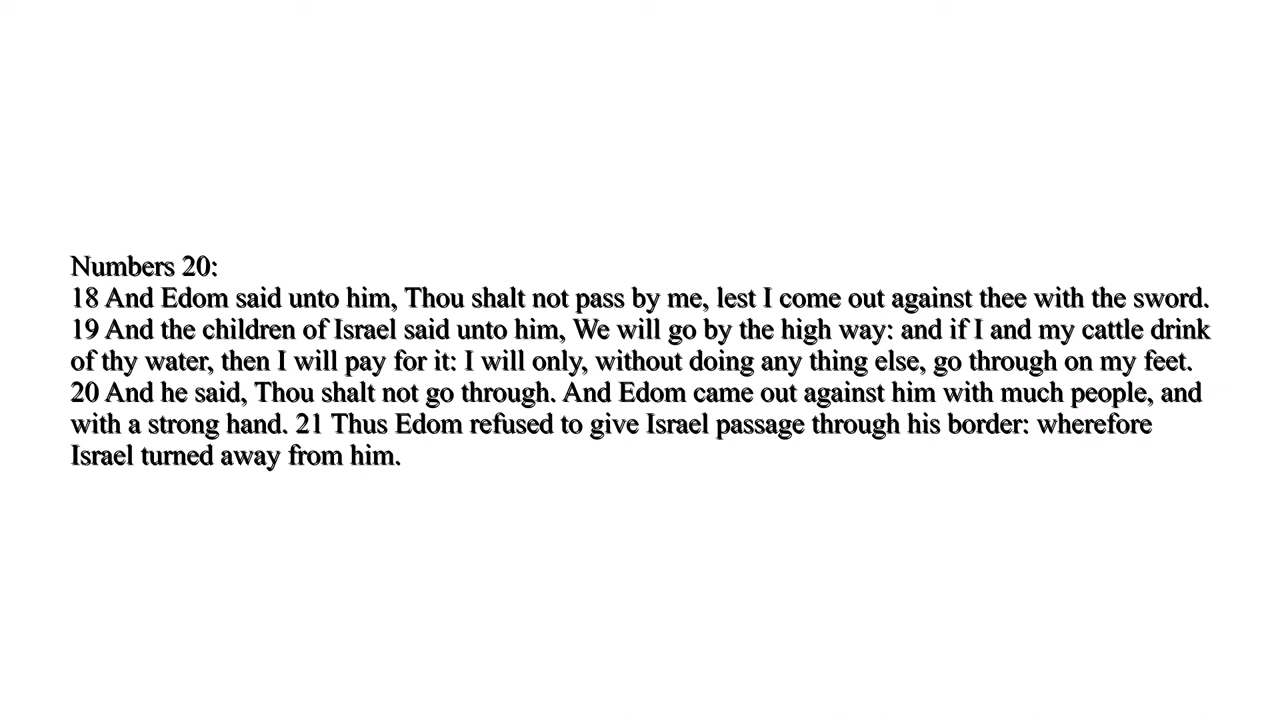 Numbers 20:
18 And Edom said unto him, Thou shalt not pass by me, lest I come out against thee with the sword.
19 And the children of Israel said unto him, We will go by the high way: and if I and my cattle drink
of thy water, then I will pay for it: I will only, without doing any thing else, go through on my feet.
20 And he said, Thou shalt not go through. And Edom came out against him with much people, and
with a strong hand. 21 Thus Edom refused to give Israel passage through his border: wherefore
Israel turned away from him.